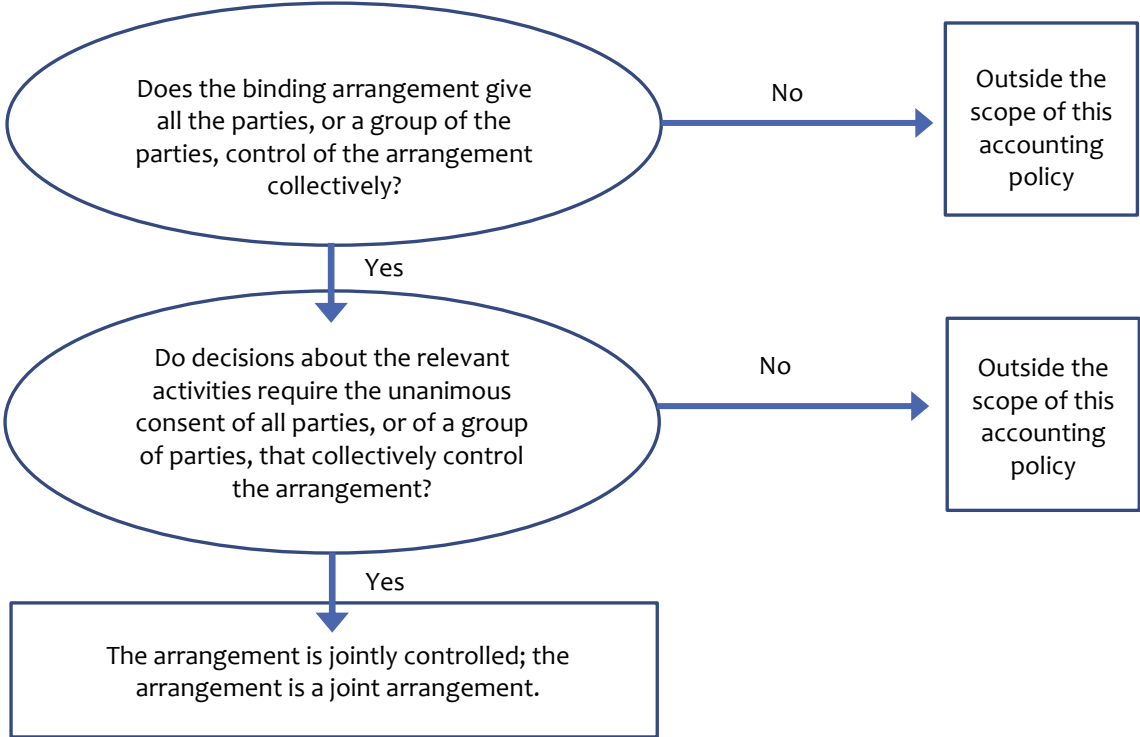 Does the binding arrangement give
all the parties, or a group of the
parties, control of the arrangement
collectively?
No
Outside the
scope of this
accounting
policy
Yes
Do decisions about the relevant
activities require the unanimous
consent of all parties, or of a group
of parties, that collectively control
the arrangement?
No
Outside the
scope of this
accounting
policy
Yes
The arrangement is jointly controlled; the
arrangement is a joint arrangement.